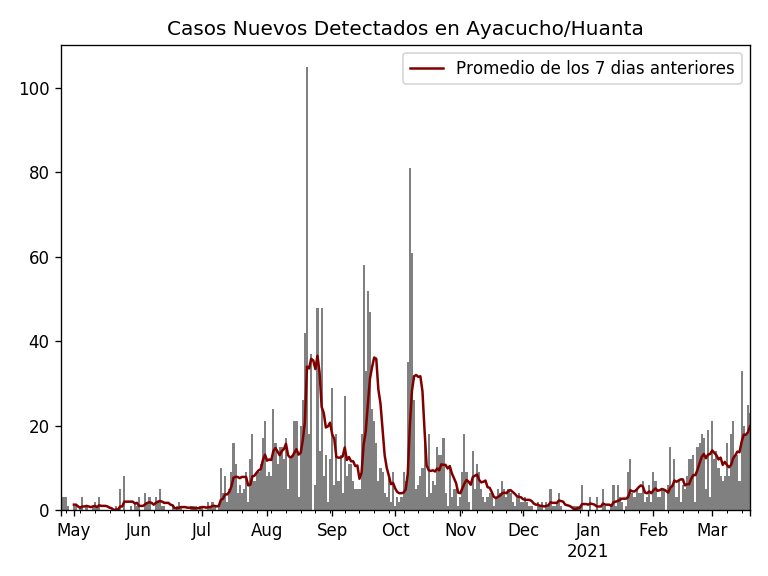 Casos Nuevos Detectados en Ayacucho/Huanta
Promedio de los 7 dias anteriores
100
80
60
40
20
0
May Jun Jul Aug Sep Oct Nov Dec Jan Feb Mar
2021